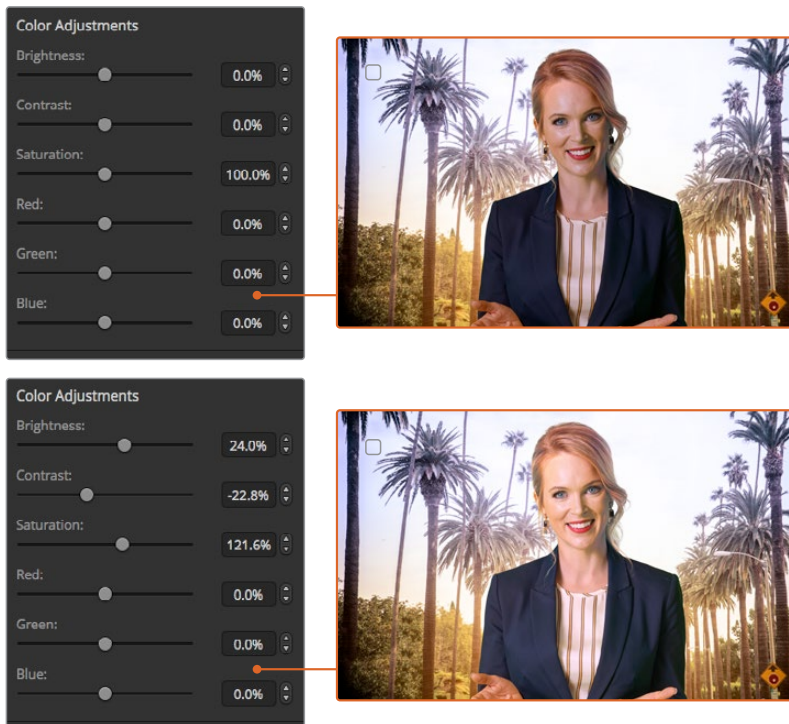 Color Adjustments
Brightness:
0.0%
Contrast:
0.0%
Saturation:
100.0%
Red:
0.0%
Green:
0.0%
Blue:
0.0%
Color Adjustments
Brightness:
24.0%
Contrast:
-22.8%
Saturation:
121.6%
Red:
0.0%
Green:
0.0%
Blue:
0.0%